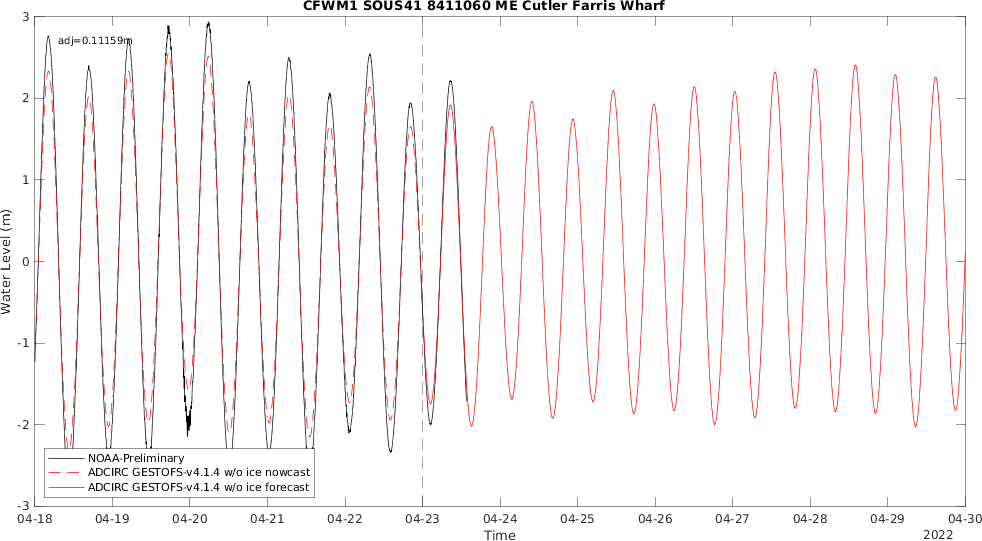 CFWM1 SOUS41 8411060 ME Cutler Farris Wharf
adj=0.11159m
3
2
1
0
-1
-2
-3
Water Level (m)
NOAA-Preliminary
ADCIRC GESTOFS-v4.1.4 w/o ice nowcast
ADCIRC GESTOFS-v4.1.4 w/o ice forecast
04-18 04-19 04-20 04-21 04-22 04-23 04-24 04-25 04-26 04-27 04-28 04-29 04-30
Time
2022